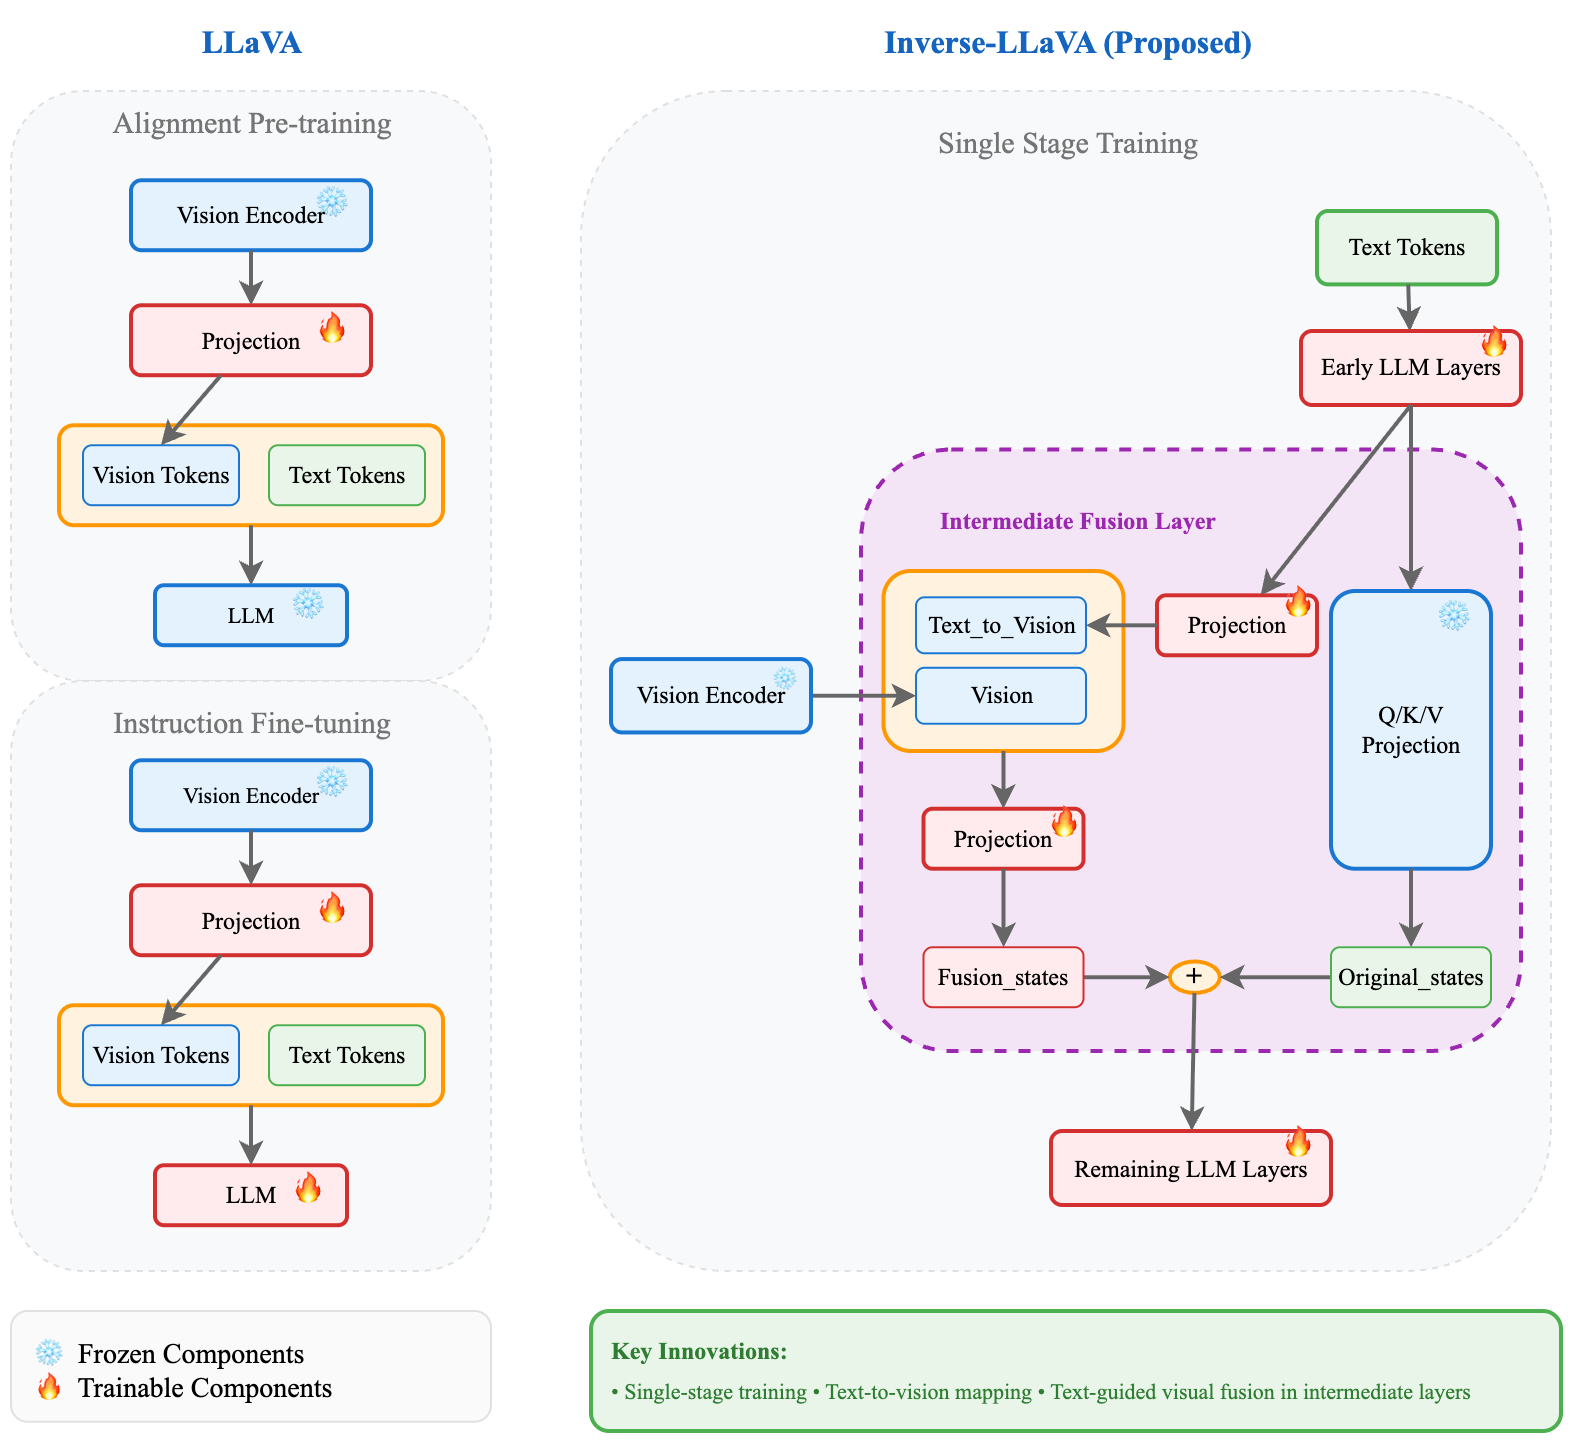 LLaVA
Alignment Pre-training
Vision Encoder
Projection
Vision Tokens
Text Tokens
LLM
Instruction Fine-tuning
Vision Encoder
Projection
Vision Tokens
Text Tokens
LLM
Frozen Components
Trainable Components
Inverse-LLaVA (Proposed)
Single Stage Training
Text Tokens
Early LLM Layers
Intermediate Fusion Layer
Text_to_Vision
Projection
Vision Encoder
Vision
Q/K/V
Projection
Projection
Fusion_states
+
Original_states
Remaining LLM Layers
Key Innovations:
• Single-stage training • Text-to-vision mapping • Text-guided visual fusion in intermediate layers